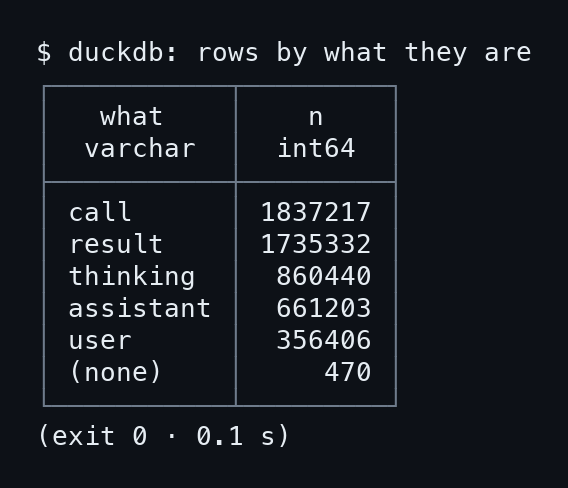 $ duckdb: rows by what they are
what n
varchar int64
call 1837217
result 1735332
thinking 860440
assistant 661203
user 356406
(none) 470
(exit 0 · 0.1 s)